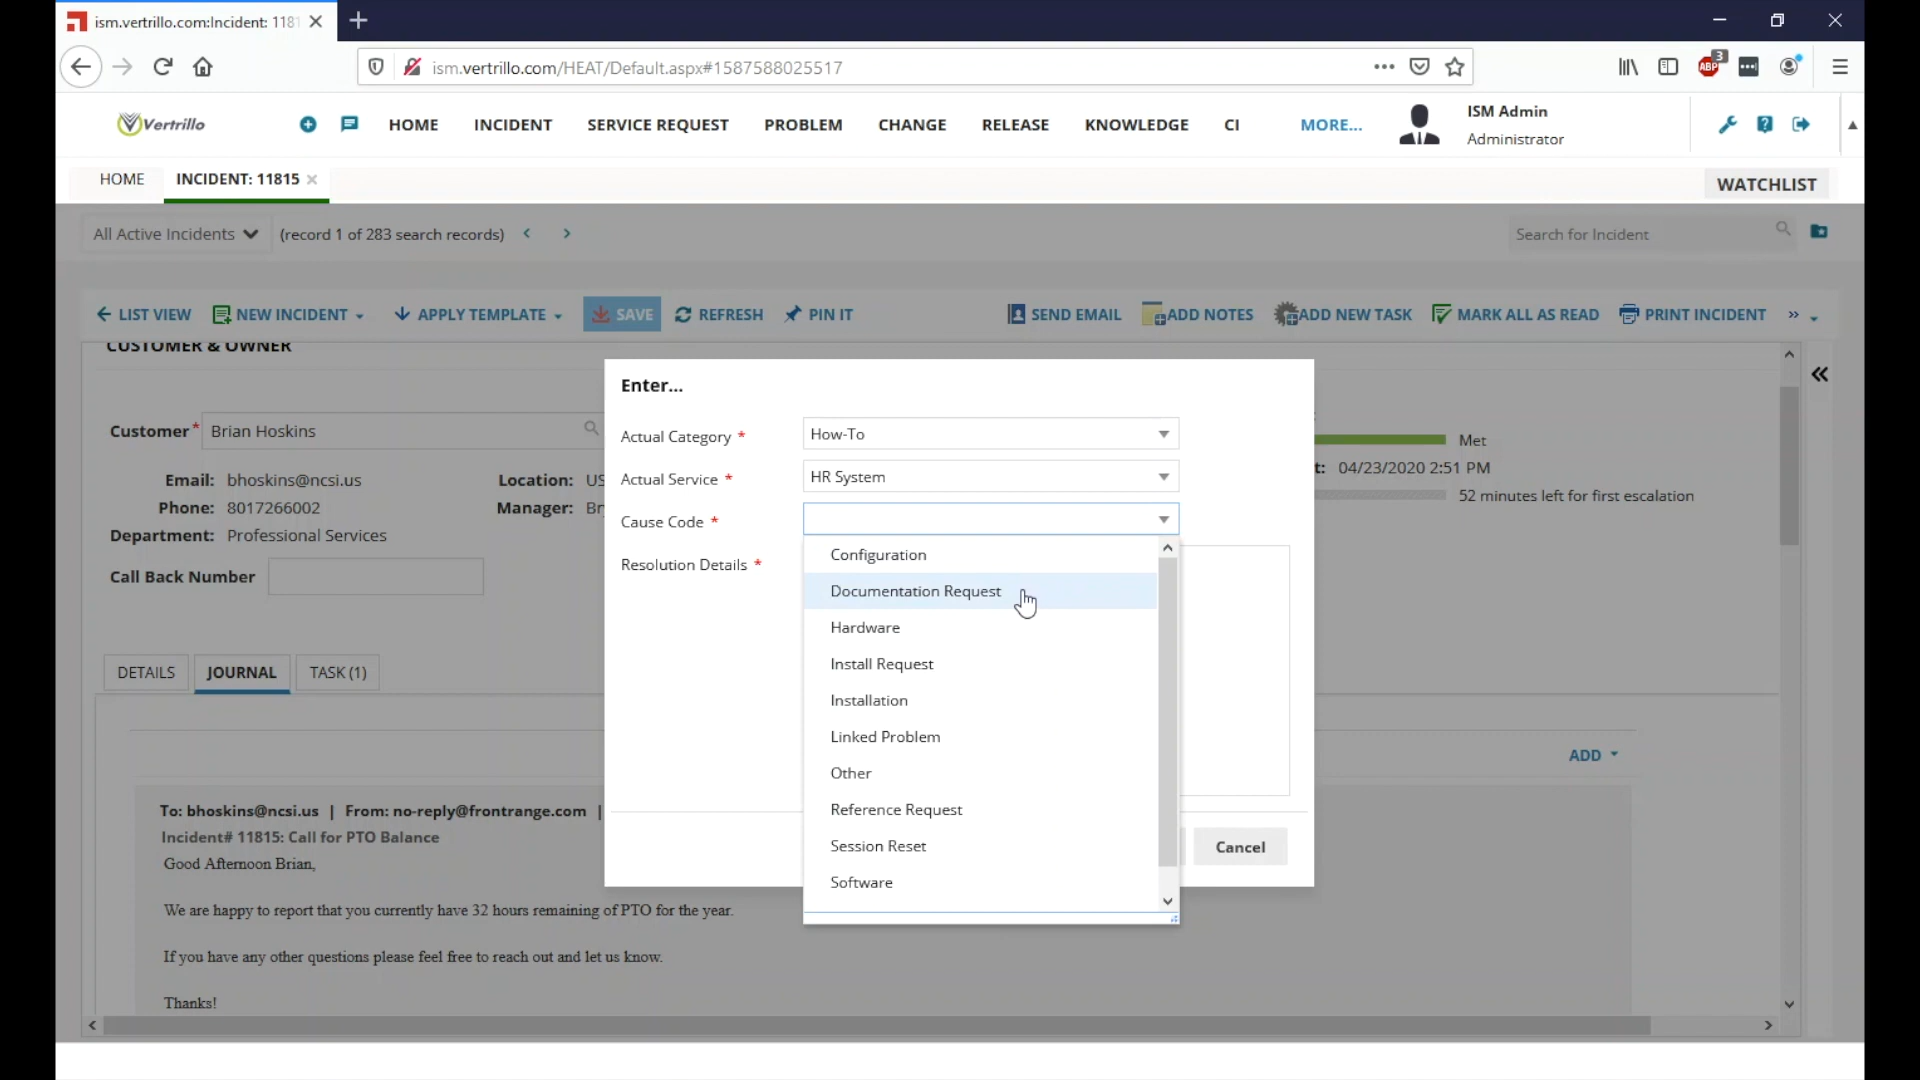 ism.vertrillo.com:Incident: 118
ism.vertrillo.com/HEAT/Default.aspx#1587588025517
ABP 3
Vertrillo
HOME INCIDENT SERVICE REQUEST PROBLEM CHANGE RELEASE KNOWLEDGE CI MORE...
ISM Admin
Administrator
HOME INCIDENT: 11815 WATCHLIST
All Active Incidents (record 1 of 283 search records) Search for Incident
LIST VIEW NEW INCIDENT APPLY TEMPLATE SAVE REFRESH PIN IT SEND EMAIL ADD NOTES ADD NEW TASK MARK ALL AS READ PRINT INCIDENT
CUSTOMER & OWNER
Enter...
Customer* Brian Hoskins
Actual Category * How-To
Met
t: 04/23/2020 2:51 PM
Email: bhoskins@ncsi.us Location: US
Actual Service * HR System
52 minutes left for first escalation
Phone: 8017266002 Manager: Br
Cause Code *
Department: Professional Services
Resolution Details *
Call Back Number
Configuration
Documentation Request
Hardware
Install Request
Installation
Linked Problem
Other
Reference Request
Session Reset
Software
Cancel
DETAILS JOURNAL TASK (1)
ADD
To: bhoskins@ncsi.us | From: no-reply@frontrange.com |
Incident# 11815: Call for PTO Balance
Good Afternoon Brian,
We are happy to report that you currently have 32 hours remaining of PTO for the year.
If you have any other questions please feel free to reach out and let us know.
Thanks!